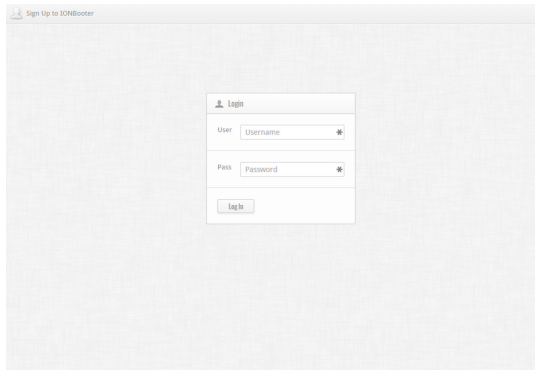 Sign Up to IONBooter
Login
User Username *
Pass Password *
Log In